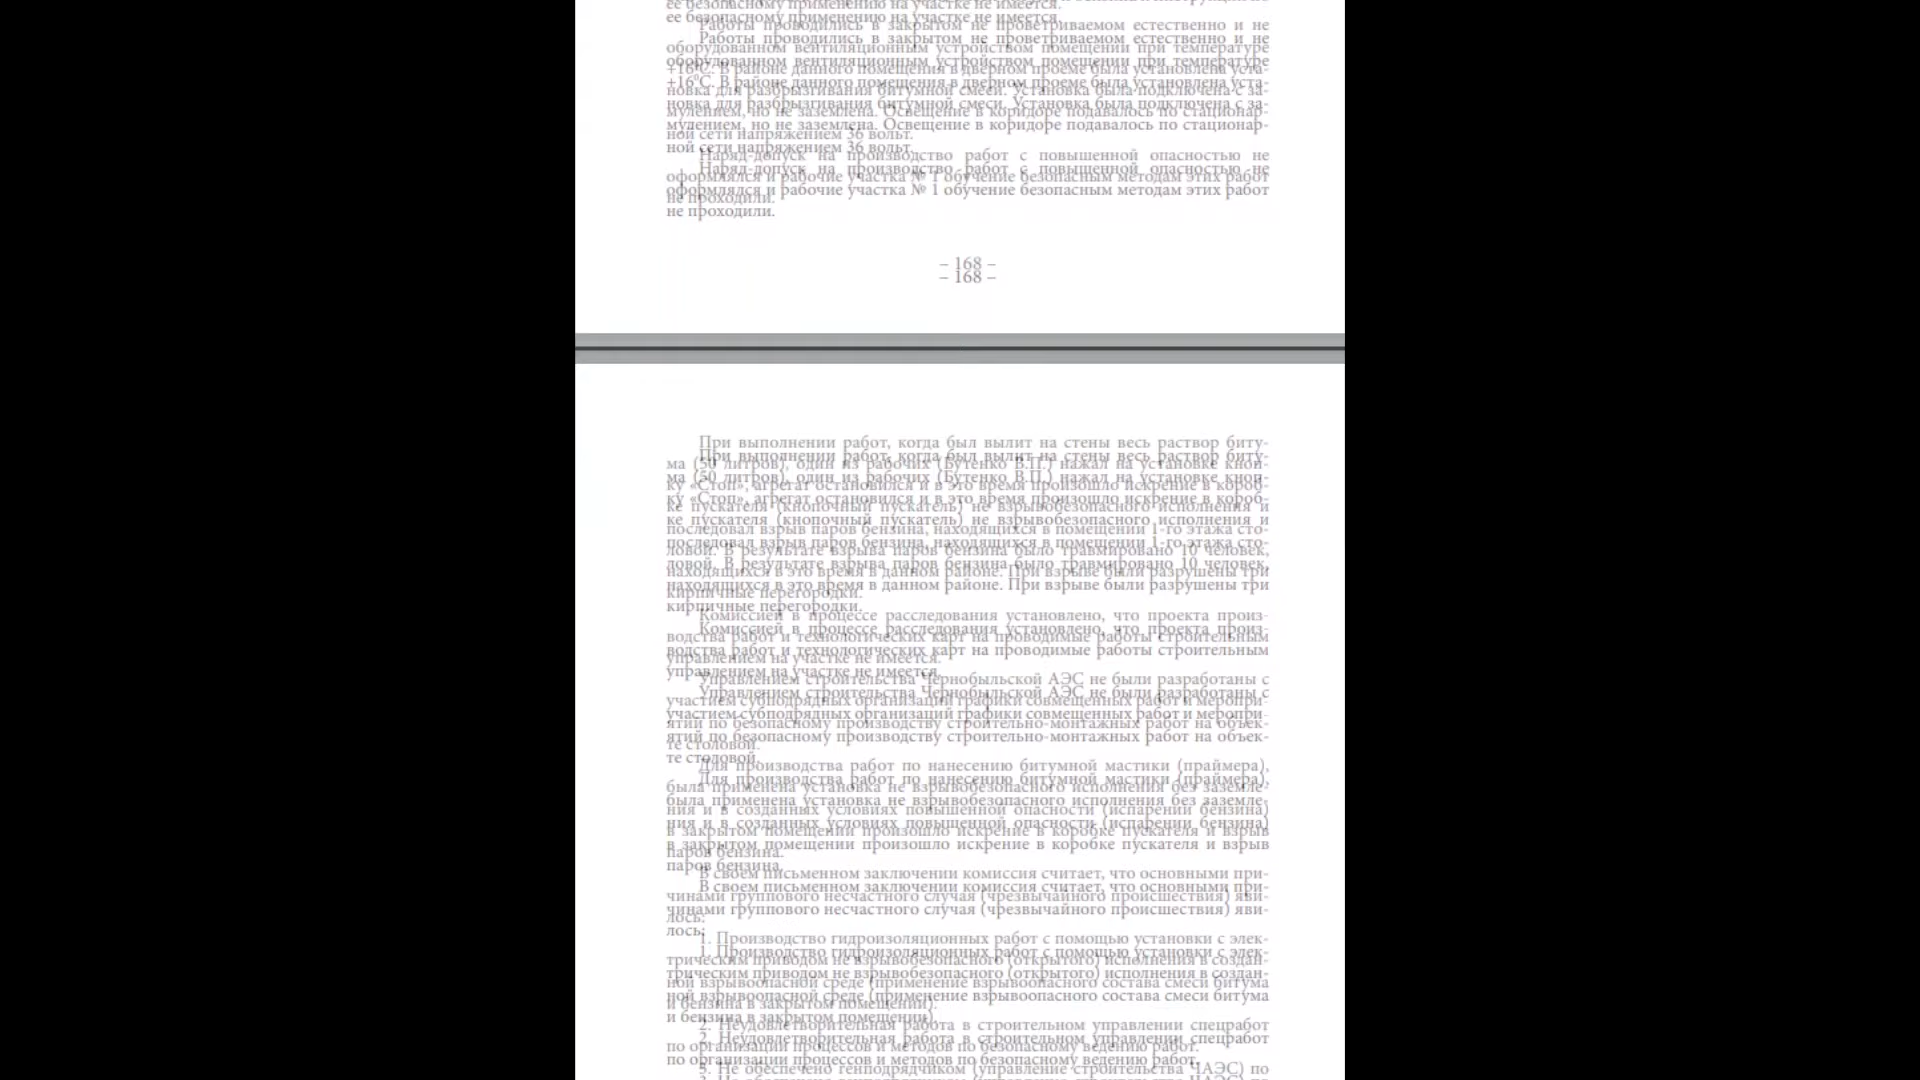 ее безопасному применению на участке не имеется.
Работы проводились в закрытом не проветриваемом естественно и не
оборудованном вентиляционным устройством помещении при температуре
+16°С. В районе данного помещения в дверном проеме была установлена уста-
новка для разбрызгивания битумной смеси. Установка была подключена с за-
мулением, но не заземлена. Освещение в коридоре подавалось по стационар-
ной сети напряжением 36 вольт.
Наряд-допуск на производство работ с повышенной опасностью не
оформлялся и рабочие участка № 1 обучение безопасным методам этих работ
не проходили.
– 168 –
При выполнении работ, когда был вылит на стены весь раствор биту-
ма (50 литров), один из рабочих (Бутенко В.П.) нажал на установке кноп-
ку «Стоп», агрегат остановился и в это время произошло искрение в короб-
ке пускателя (кнопочный пускатель) не взрывобезопасного исполнения и
последовал взрыв паров бензина, находящихся в помещении 1-го этажа сто-
ловой. В результате взрыва паров бензина было травмировано 10 человек,
находящихся в это время в данном районе. При взрыве были разрушены три
кирпичные перегородки.
Комиссией в процессе расследования установлено, что проекта произ-
водства работ и технологических карт на проводимые работы строительным
управлением на участке не имеется.
Управлением строительства Чернобыльской АЭС не были разработаны с
участием субподрядных организаций графики совмещенных работ и меропри-
ятий по безопасному производству строительно-монтажных работ на объек-
те столовой.
Для производства работ по нанесению битумной мастики (праймера),
была применена установка не взрывобезопасного исполнения без заземле-
ния и в созданных условиях повышенной опасности (испарении бензина)
в закрытом помещении произошло искрение в коробке пускателя и взрыв
паров бензина.
В своем письменном заключении комиссия считает, что основными при-
чинами группового несчастного случая (чрезвычайного происшествия) яви-
лось:
1. Производство гидроизоляционных работ с помощью установки с элек-
трическим приводом не взрывобезопасного (открытого) исполнения в создан-
ной взрывоопасной среде (применение взрывоопасного состава смеси битума
и бензина в закрытом помещении).
2. Неудовлетворительная работа в строительном управлении спецработ
по организации процессов и методов по безопасному ведению работ.
3. Не обеспечено генподрядчиком (управление строительства ЧАЭС) по